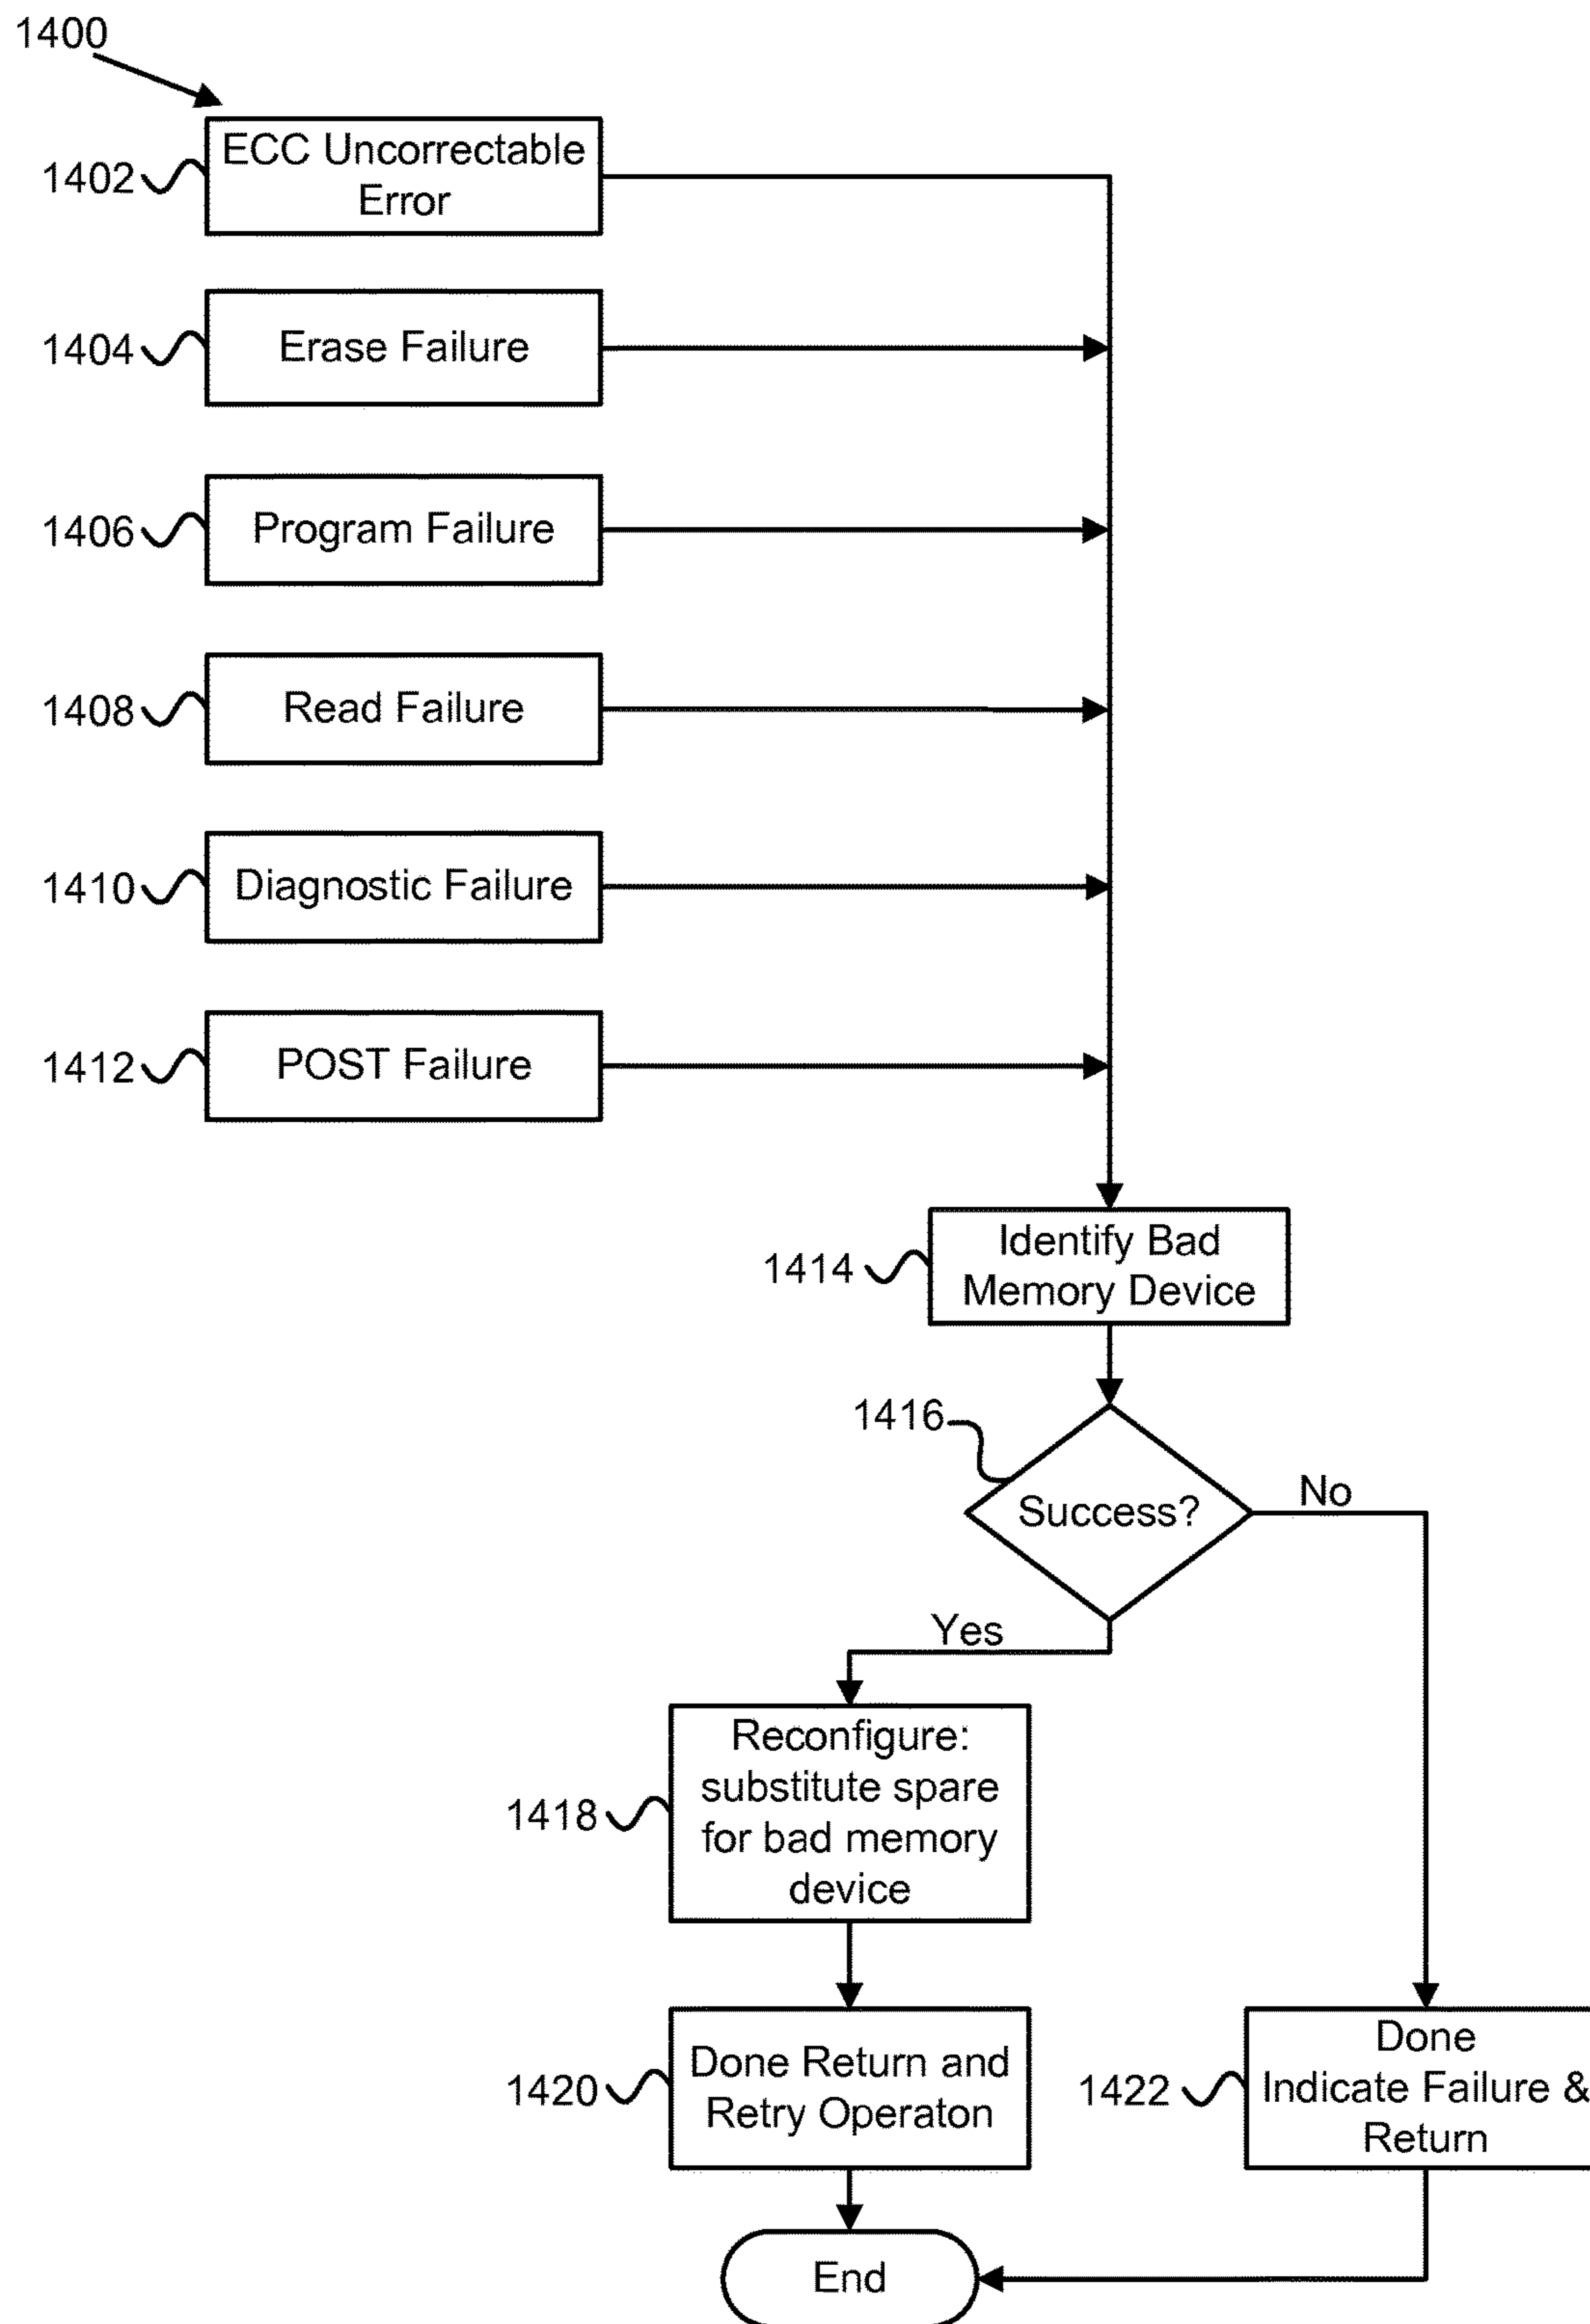 1400
1402
ECC Uncorrectable
Error
1404
Erase Failure
1406
Program Failure
1408
Read Failure
1410
Diagnostic Failure
1412
POST Failure
1414
Identify Bad
Memory Device
1416
Success?
No
Yes
1418
Reconfigure:
substitute spare
for bad memory
device
1420
Done Return and
Retry Operaton
1422
Done
Indicate Failure &
Return
End